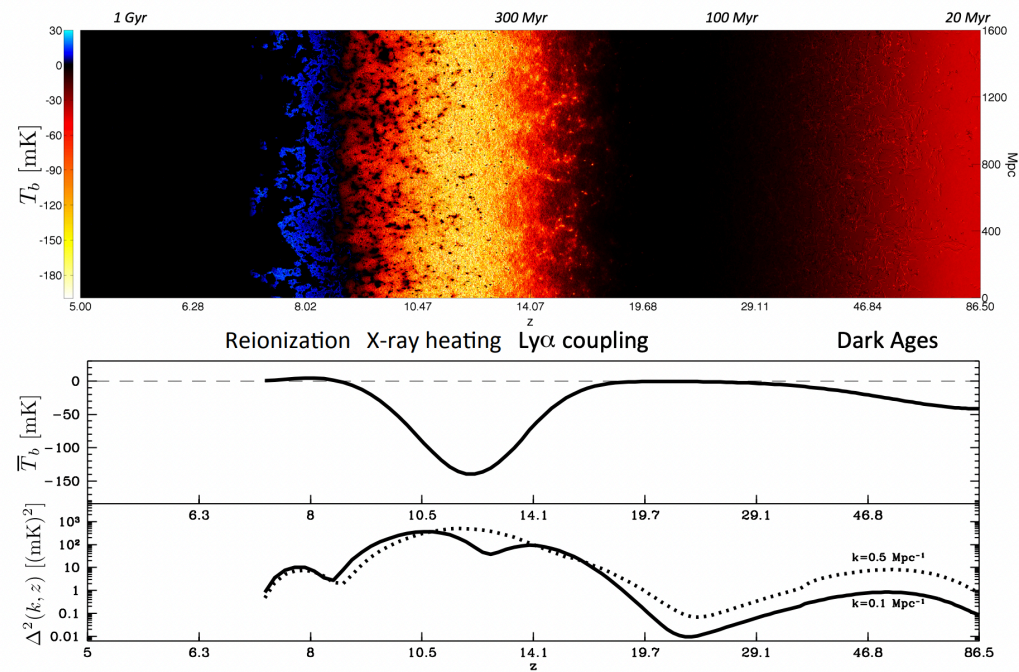 1 Gyr 300 Myr 100 Myr 20 Myr
30
0
-30
-60
-90
-120
-150
-180
T_b [mK]
1600
1200
800
400
0
Mpc
5.00 6.28 8.02 10.47 14.07 19.68 29.11 46.84 86.50
z
Reionization X-ray heating Lyα coupling Dark Ages
0
-50
-100
-150
T̅_b [mK]
6.3 8 10.5 14.1 19.7 29.1 46.8
10³
10²
10
1
0.1
0.01
Δ²(k, z) [(mK)²]
k=0.5 Mpc⁻¹
k=0.1 Mpc⁻¹
5 6.3 8 10.5 14.1 19.7 29.1 46.8 86.5
z